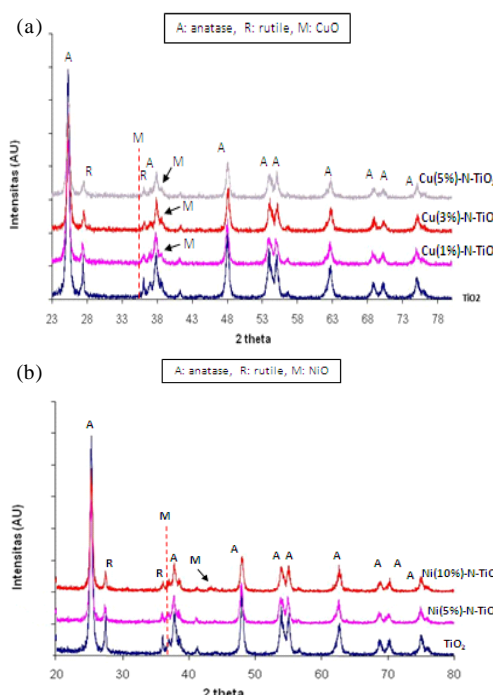 (a)
A: anatase, R: rutile, M: CuO
Intensitas (AU)
A
R
M
R
A
M
M
M
A
A
A
A
A
A
A
Cu(5%)-N-TiO
Cu(3%)-N-TiO
Cu(1%)-N-TiO
TiO2
23 28 33 38 43 48 54 63 68 73 78
2 theta
(b)
A: anatase, R: rutile, M: NiO
Intensitas (AU)
A
R
R
M
A
M
A
A
A
A
A
A
A
Ni(10%)-N-TiO
Ni(5%)-N-TiO
TiO₂
20 30 40 50 60 70 80
2 theta